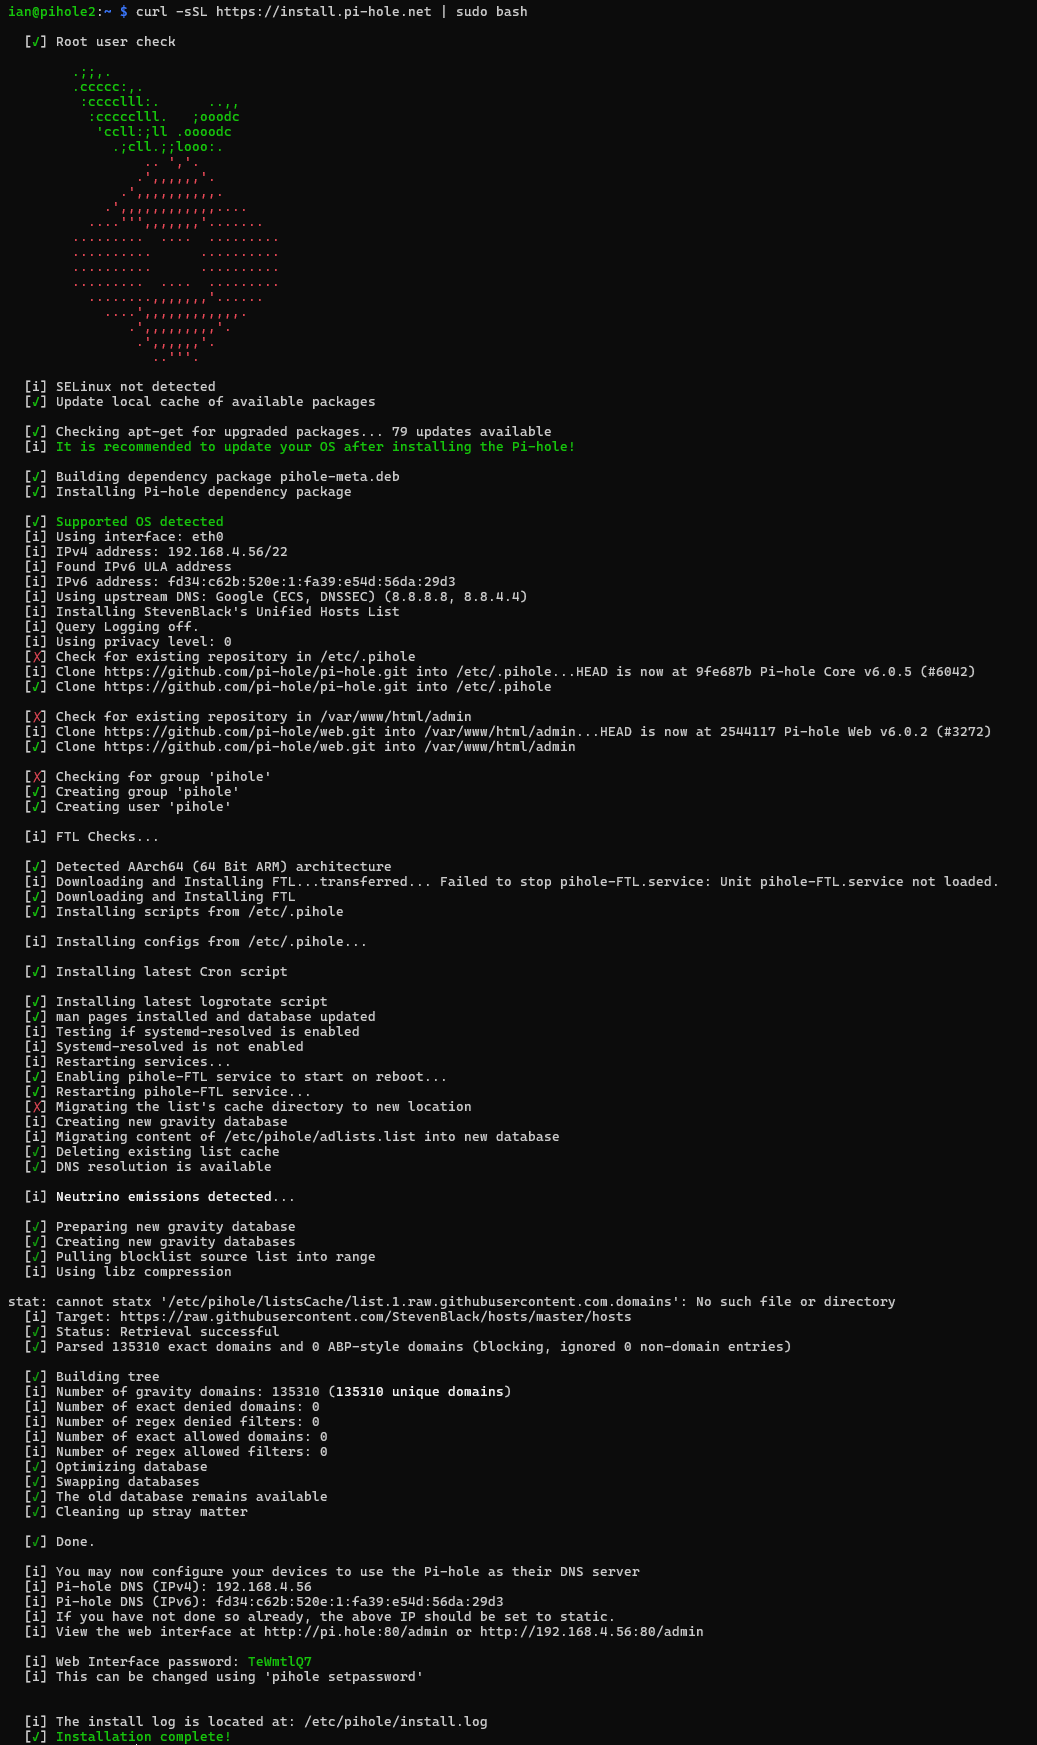 ian@pihole2:~ $ curl -sSL https://install.pi-hole.net | sudo bash
[✓] Root user check
.;;,.
.ccccc:,.
:cccclll:.      ..,,
:ccccclll.   ;ooodc
'ccll:;ll .oooodc
.;cll.;;looo:.
.. ','.
.',,,,,,'.
.',,,,,,,,,,.
.',,,,,,,,,,,,....
....''',,,,,,,'.......
.........  ....  .........
..........      ..........
..........      ..........
.........  ....  .........
........,,,,,,,'......
....',,,,,,,,,,,,.
.',,,,,,,,,'.
.',,,,,,'.
..'''.
[i] SELinux not detected
[✓] Update local cache of available packages
[✓] Checking apt-get for upgraded packages... 79 updates available
[i] It is recommended to update your OS after installing the Pi-hole!
[✓] Building dependency package pihole-meta.deb
[✓] Installing Pi-hole dependency package
[✓] Supported OS detected
[i] Using interface: eth0
[i] IPv4 address: 192.168.4.56/22
[i] Found IPv6 ULA address
[i] IPv6 address: fd34:c62b:520e:1:fa39:e54d:56da:29d3
[i] Using upstream DNS: Google (ECS, DNSSEC) (8.8.8.8, 8.8.4.4)
[i] Installing StevenBlack's Unified Hosts List
[i] Query Logging off.
[i] Using privacy level: 0
[✗] Check for existing repository in /etc/.pihole
[i] Clone https://github.com/pi-hole/pi-hole.git into /etc/.pihole...HEAD is now at 9fe687b Pi-hole Core v6.0.5 (#6042)
[✓] Clone https://github.com/pi-hole/pi-hole.git into /etc/.pihole
[✗] Check for existing repository in /var/www/html/admin
[i] Clone https://github.com/pi-hole/web.git into /var/www/html/admin...HEAD is now at 2544117 Pi-hole Web v6.0.2 (#3272)
[✓] Clone https://github.com/pi-hole/web.git into /var/www/html/admin
[✗] Checking for group 'pihole'
[✓] Creating group 'pihole'
[✓] Creating user 'pihole'
[i] FTL Checks...
[✓] Detected AArch64 (64 Bit ARM) architecture
[i] Downloading and Installing FTL...transferred... Failed to stop pihole-FTL.service: Unit pihole-FTL.service not loaded.
[✓] Downloading and Installing FTL
[✓] Installing scripts from /etc/.pihole
[i] Installing configs from /etc/.pihole...
[✓] Installing latest Cron script
[✓] Installing latest logrotate script
[✓] man pages installed and database updated
[i] Testing if systemd-resolved is enabled
[i] Systemd-resolved is not enabled
[i] Restarting services...
[✓] Enabling pihole-FTL service to start on reboot...
[✓] Restarting pihole-FTL service...
[✗] Migrating the list's cache directory to new location
[i] Creating new gravity database
[i] Migrating content of /etc/pihole/adlists.list into new database
[✓] Deleting existing list cache
[✓] DNS resolution is available
[i] Neutrino emissions detected...
[✓] Preparing new gravity database
[✓] Creating new gravity databases
[✓] Pulling blocklist source list into range
[i] Using libz compression
stat: cannot statx '/etc/pihole/listsCache/list.1.raw.githubusercontent.com.domains': No such file or directory
[i] Target: https://raw.githubusercontent.com/StevenBlack/hosts/master/hosts
[✓] Status: Retrieval successful
[✓] Parsed 135310 exact domains and 0 ABP-style domains (blocking, ignored 0 non-domain entries)
[✓] Building tree
[i] Number of gravity domains: 135310 (135310 unique domains)
[i] Number of exact denied domains: 0
[i] Number of regex denied filters: 0
[i] Number of exact allowed domains: 0
[i] Number of regex allowed filters: 0
[✓] Optimizing database
[✓] Swapping databases
[✓] The old database remains available
[✓] Cleaning up stray matter
[✓] Done.
[i] You may now configure your devices to use the Pi-hole as their DNS server
[i] Pi-hole DNS (IPv4): 192.168.4.56
[i] Pi-hole DNS (IPv6): fd34:c62b:520e:1:fa39:e54d:56da:29d3
[i] If you have not done so already, the above IP should be set to static.
[i] View the web interface at http://pi.hole:80/admin or http://192.168.4.56:80/admin
[i] Web Interface password: TeWmtlQ7
[i] This can be changed using 'pihole setpassword'
[i] The install log is located at: /etc/pihole/install.log
[✓] Installation complete!